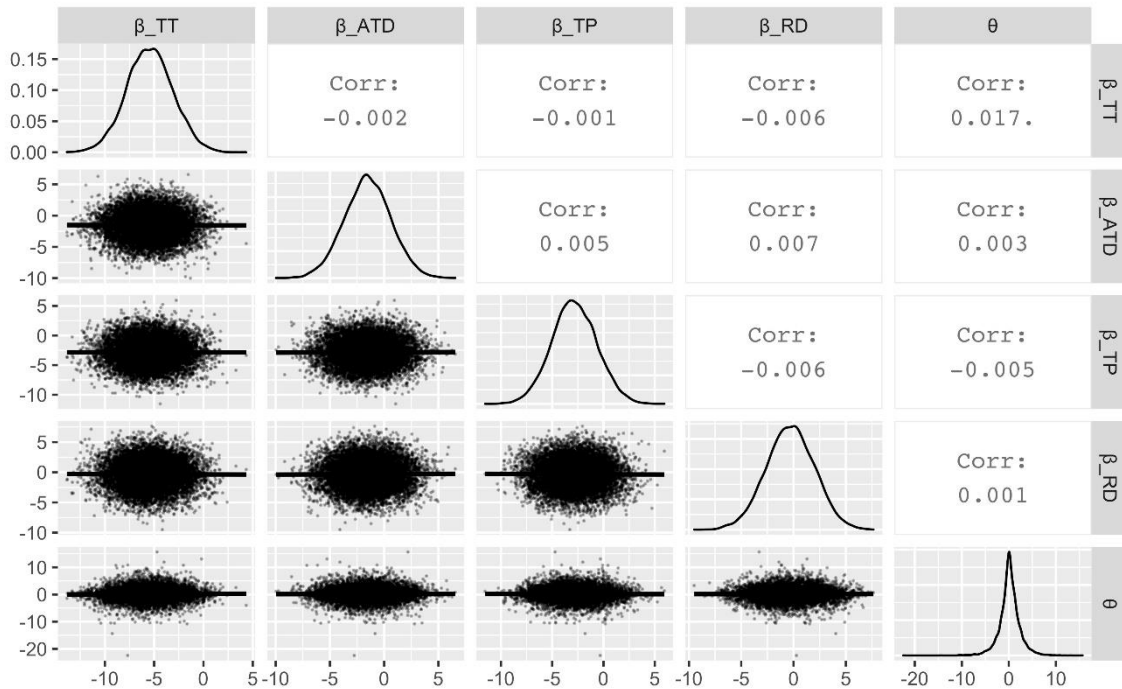 β_TT β_ATD β_TP β_RD θ
0.15
0.10
0.05
0.00
Corr:
-0.002
Corr:
-0.001
Corr:
-0.006
Corr:
0.017.
β_TT
5
0
-5
-10
Corr:
0.005
Corr:
0.007
Corr:
0.003
β_ATD
5
0
-5
-10
Corr:
-0.006
Corr:
-0.005
β_TP
5
0
-5
-10
Corr:
0.001
β_RD
10
0
-10
-20
θ
-10 -5 0 5 -10 -5 0 5 -10 -5 0 5 -10 -5 0 5 -20 -10 0 10